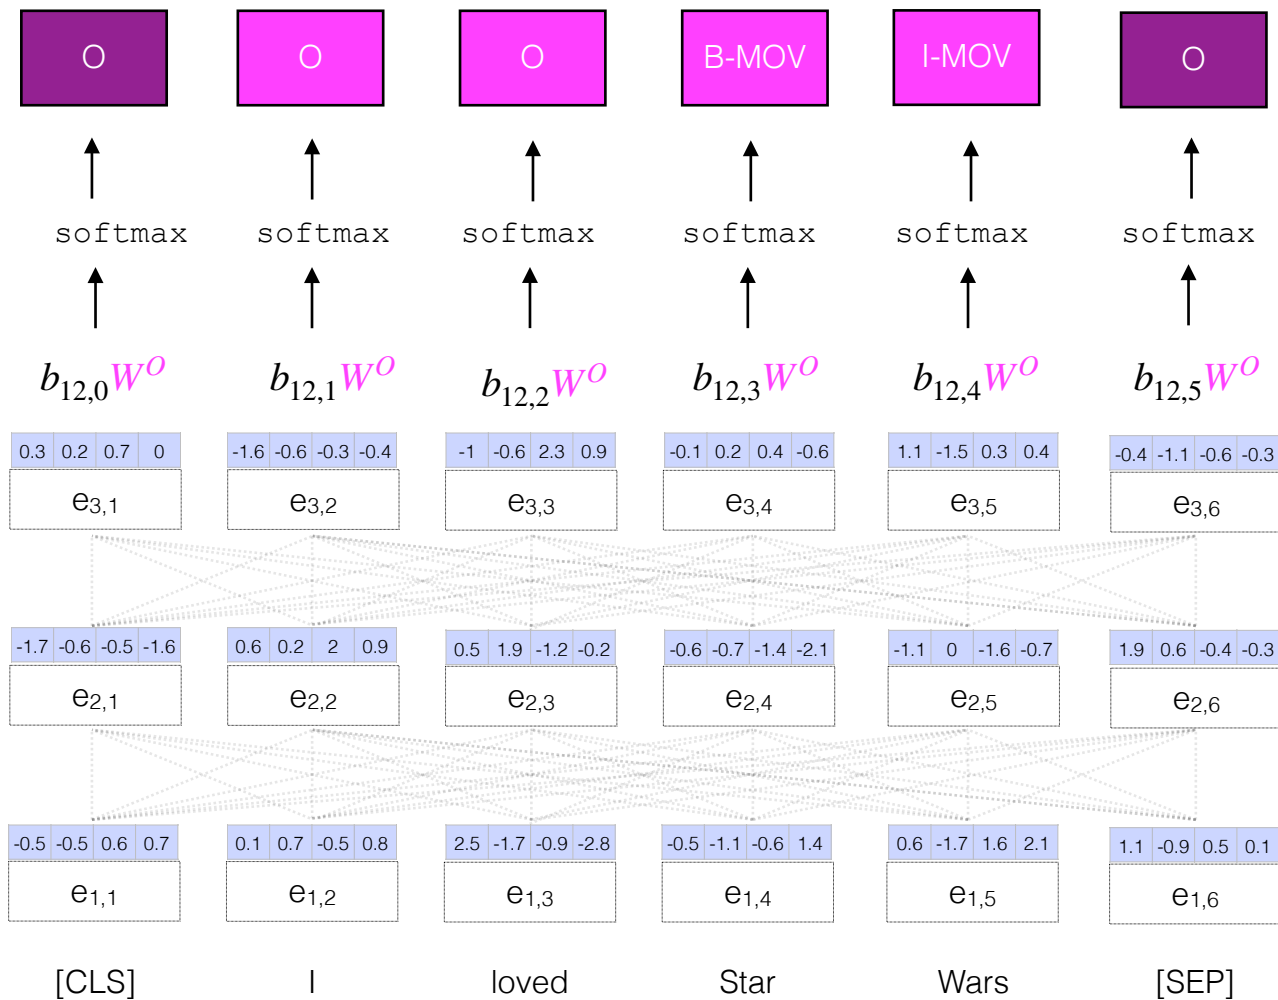 O O O B-MOV I-MOV O
softmax softmax softmax softmax softmax softmax
b12,0W^O b12,1W^O b12,2W^O b12,3W^O b12,4W^O b12,5W^O
0.3 0.2 0.7 0 -1.6 -0.6 -0.3 -0.4 -1 -0.6 2.3 0.9 -0.1 0.2 0.4 -0.6 1.1 -1.5 0.3 0.4 -0.4 -1.1 -0.6 -0.3
e3,1 e3,2 e3,3 e3,4 e3,5 e3,6
-1.7 -0.6 -0.5 -1.6 0.6 0.2 2 0.9 0.5 1.9 -1.2 -0.2 -0.6 -0.7 -1.4 -2.1 -1.1 0 -1.6 -0.7 1.9 0.6 -0.4 -0.3
e2,1 e2,2 e2,3 e2,4 e2,5 e2,6
-0.5 -0.5 0.6 0.7 0.1 0.7 -0.5 0.8 2.5 -1.7 -0.9 -2.8 -0.5 -1.1 -0.6 1.4 0.6 -1.7 1.6 2.1 1.1 -0.9 0.5 0.1
e1,1 e1,2 e1,3 e1,4 e1,5 e1,6
[CLS] I loved Star Wars [SEP]